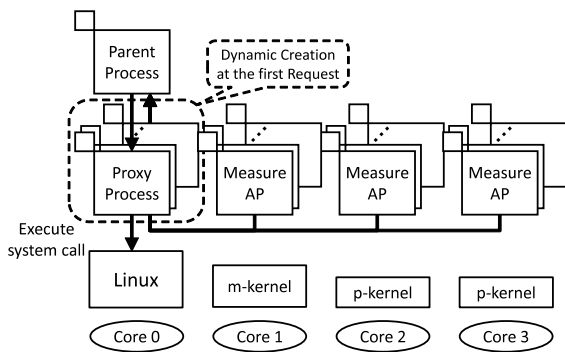 Parent
Process
Dynamic Creation
at the first Request
Proxy
Process
Measure
AP
Measure
AP
Measure
AP
Execute
system call
Linux
m-kernel
p-kernel
p-kernel
Core 0
Core 1
Core 2
Core 3